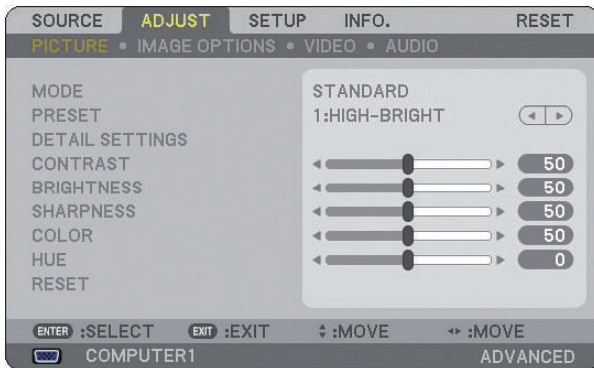 SOURCE ADJUST SETUP INFO. RESET
PICTURE • IMAGE OPTIONS • VIDEO • AUDIO
MODE STANDARD
PRESET 1:HIGH-BRIGHT
DETAIL SETTINGS
CONTRAST 50
BRIGHTNESS 50
SHARPNESS 50
COLOR 50
HUE 0
RESET
ENTER :SELECT EXIT :EXIT :MOVE :MOVE
COMPUTER1 ADVANCED